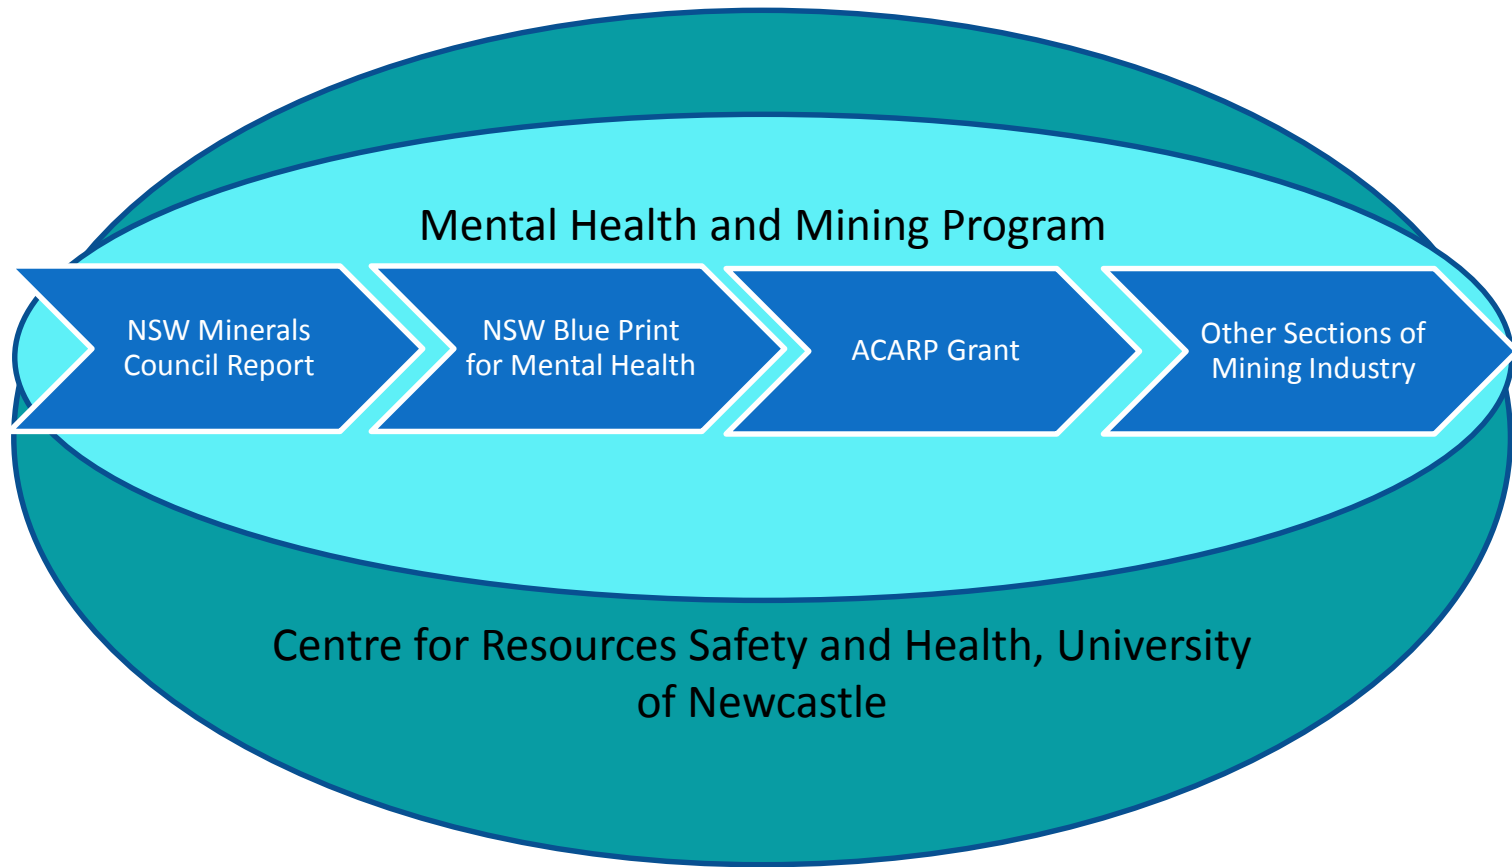 Mental Health and Mining Program
NSW Minerals
Council Report
NSW Blue Print
for Mental Health
ACARP Grant
Other Sections of
Mining Industry
Centre for Resources Safety and Health, University
of Newcastle